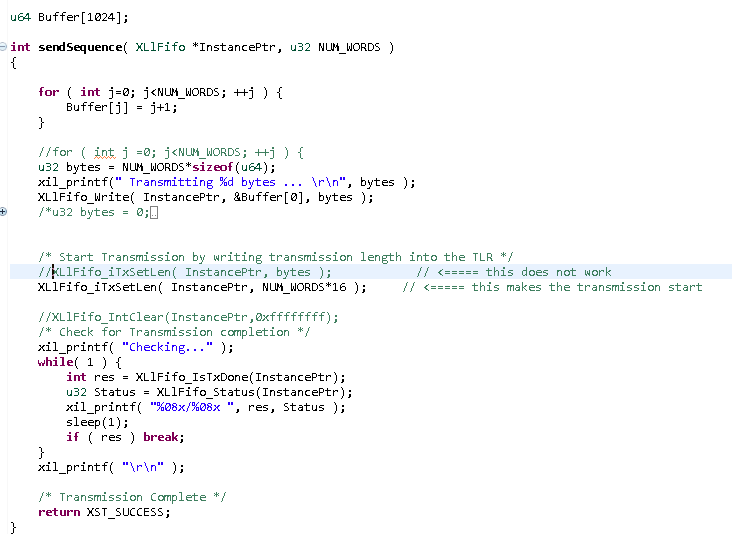 u64 Buffer[1024];
int sendSequence( XLlFifo *InstancePtr, u32 NUM_WORDS )
{
for ( int j=0; j<NUM_WORDS; ++j ) {
Buffer[j] = j+1;
}
//for ( int j =0; j<NUM_WORDS; ++j ) {
u32 bytes = NUM_WORDS*sizeof(u64);
xil_printf(" Transmitting %d bytes ... \r\n", bytes );
XLlFifo_Write( InstancePtr, &Buffer[0], bytes );
/*u32 bytes = 0;
/* Start Transmission by writing transmission length into the TLR */
//XLlFifo_iTxSetLen( InstancePtr, bytes ); // <===== this does not work
XLlFifo_iTxSetLen( InstancePtr, NUM_WORDS*16 ); // <===== this makes the transmission start
//XLlFifo_IntClear(InstancePtr,0xffffffff);
/* Check for Transmission completion */
xil_printf( "Checking..." );
while( 1 ) {
int res = XLlFifo_IsTxDone(InstancePtr);
u32 Status = XLlFifo_Status(InstancePtr);
xil_printf( "%08x/%08x ", res, Status );
sleep(1);
if ( res ) break;
}
xil_printf( "\r\n" );
/* Transmission Complete */
return XST_SUCCESS;
}